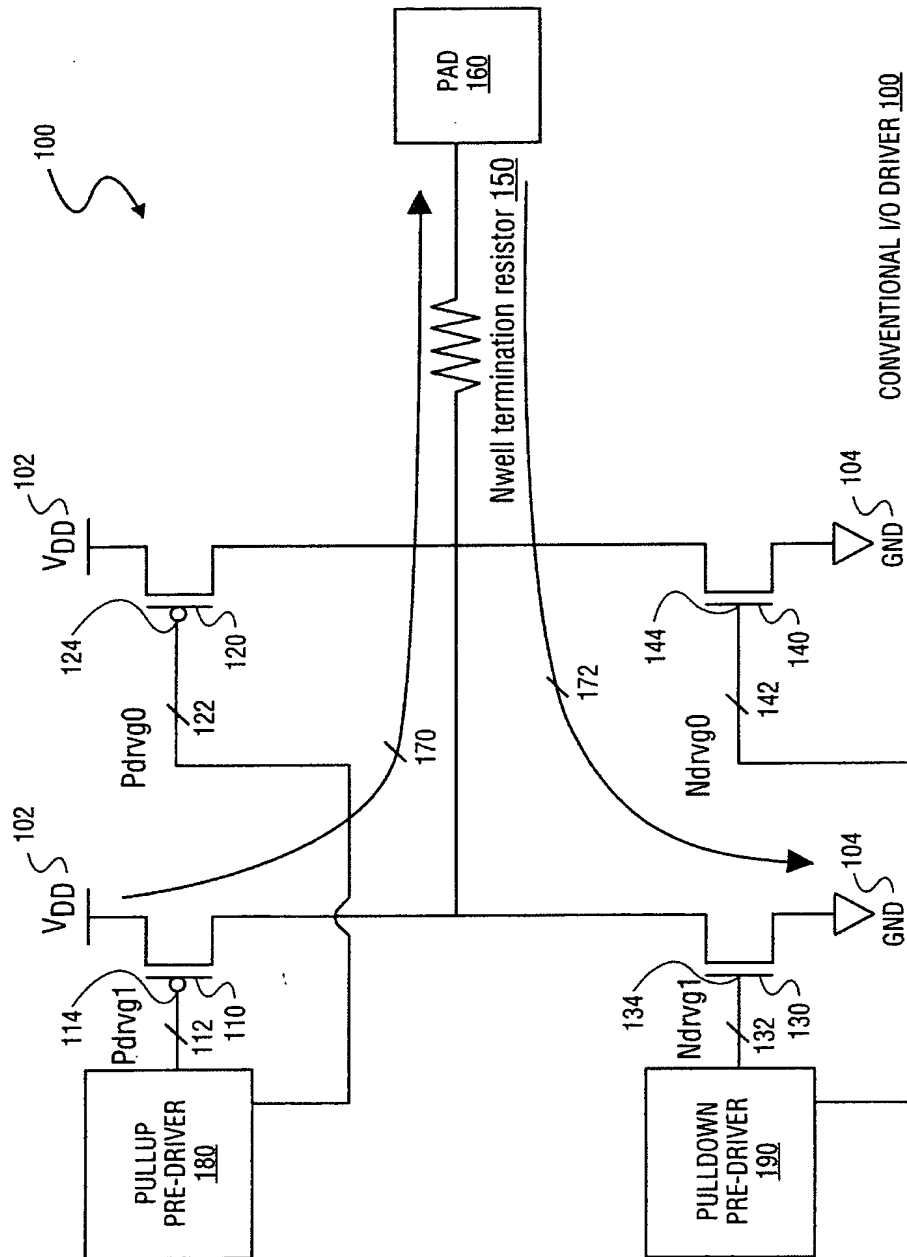 100
VDD 102
VDD 102
124
120
Pdrvg0
122
114
Pdrvg1
112
110
PULLUP
PRE-DRIVER
180
170
Nwell termination resistor 150
PAD
160
172
134
Ndrvg1
132
130
PULLDOWN
PRE-DRIVER
190
144
Ndrvg0
142
140
104
GND
104
GND
CONVENTIONAL I/O DRIVER 100